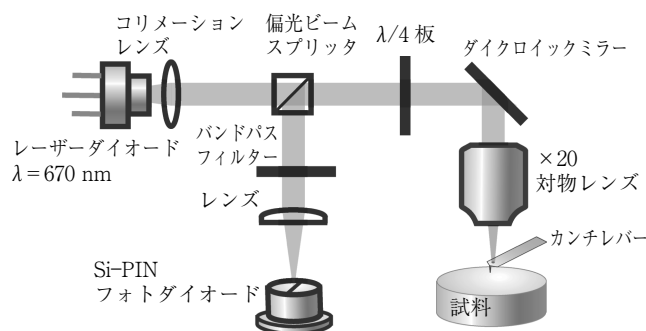 コリメーション
レンズ
偏光ビーム
スプリッタ
λ/4 板
ダイクロイックミラー
レーザーダイオード
λ＝670 nm
バンドパス
フィルター
レンズ
×20
対物レンズ
カンチレバー
Si-PIN
フォトダイオード
試料